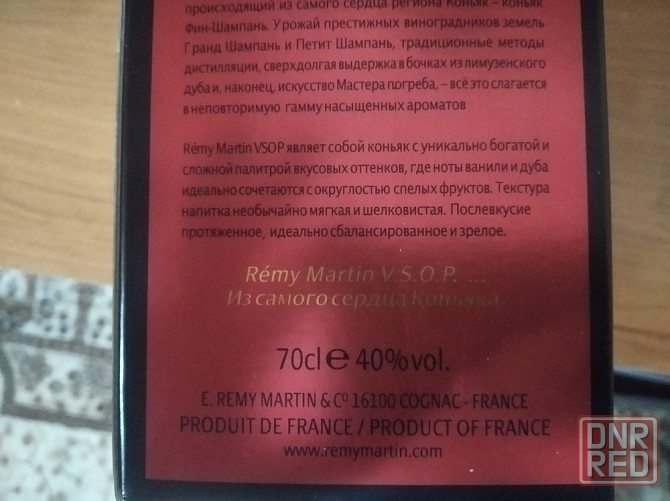 происходящий из самого сердца региона Коньяк – коньяк
Фин-Шампань. Урожай престижных виноградников земель
Гранд Шампань и Петит Шампань, традиционные методы
дистилляции, сверхдолгая выдержка в бочках из лимузенского
дуба и, наконец, искусство Мастера погреба, – всё это слагается
в неповторимую гамму насыщенных ароматов
Rémy Martin VSOP являет собой коньяк с уникально богатой и
сложной палитрой вкусовых оттенков, где ноты ванили и дуба
идеально сочетаются с округлостью спелых фруктов. Текстура
напитка необычайно мягкая и шелковистая. Послевкусие
протяженное, идеально сбалансированное и зрелое.
Rémy Martin V.S.O.P. ...
Из самого сердца Коньяка.
70cl e 40%vol.
E. REMY MARTIN & Cº 16100 COGNAC - FRANCE
PRODUIT DE FRANCE / PRODUCT OF FRANCE
www.remymartin.com
DNR
RED